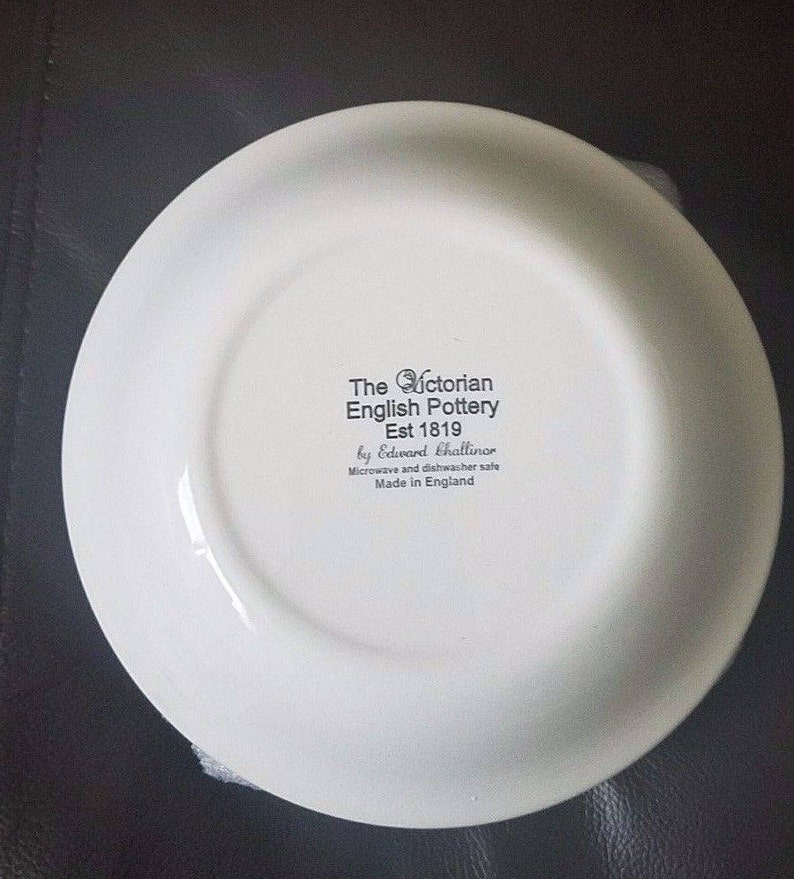 The Victorian
English Pottery
Est 1819
by Edward Challinor
Microwave and dishwasher safe
Made in England